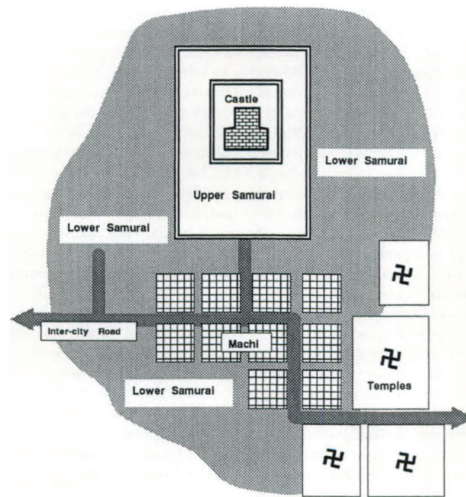 Castle
Lower Samurai
Upper Samurai
Lower Samurai
Inter-city Road
Machi
Temples
Lower Samurai